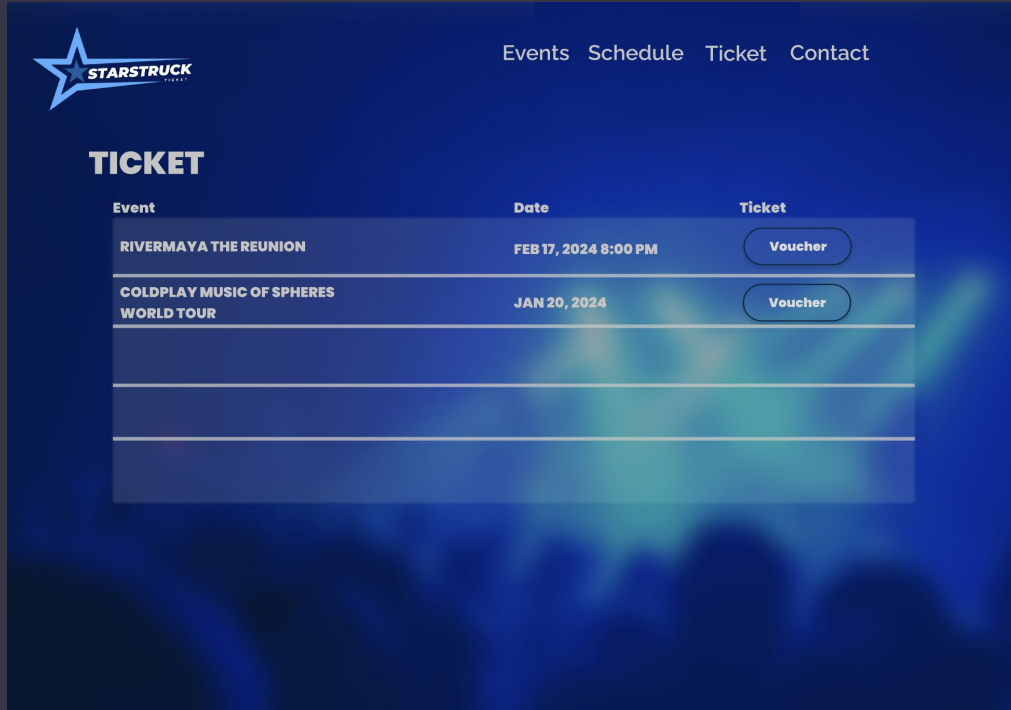 STARSTRUCK
TICKET
Events Schedule Ticket Contact
TICKET
Event Date Ticket
RIVERMAYA THE REUNION FEB 17, 2024 8:00 PM Voucher
COLDPLAY MUSIC OF SPHERES
WORLD TOUR
JAN 20, 2024 Voucher